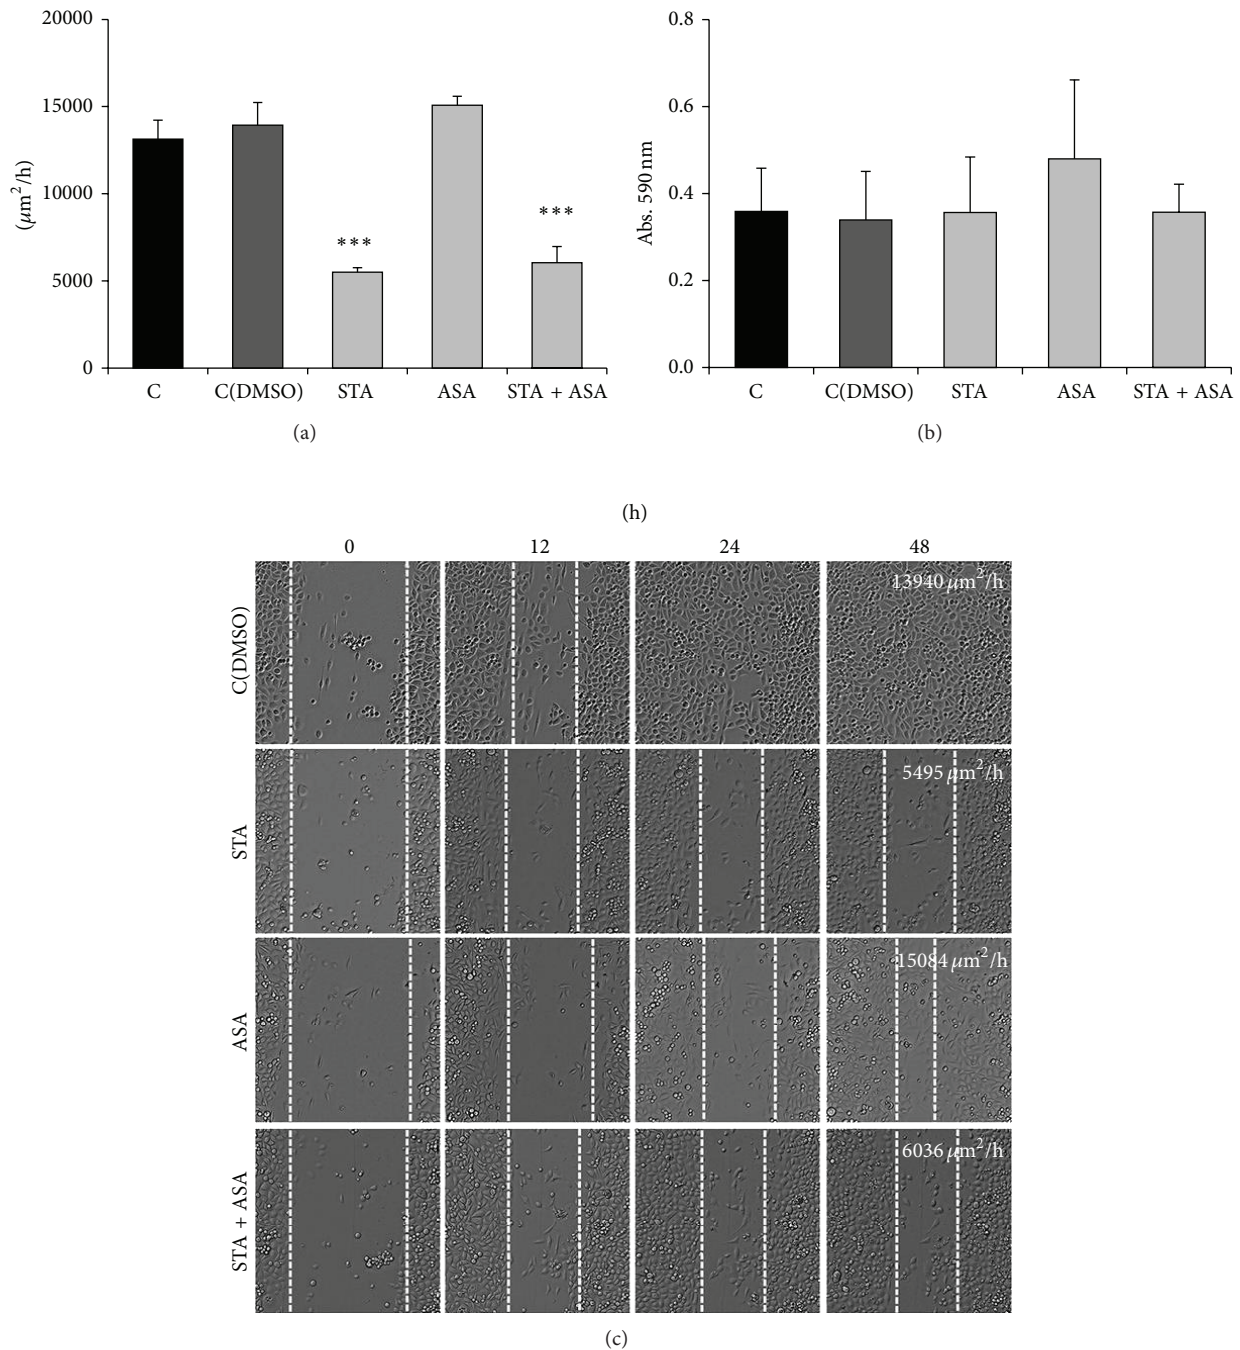 20000
15000
10000
5000
0
(μm²/h)
***
***
C C(DMSO) STA ASA STA + ASA
(a)
0.8
0.6
0.4
0.2
0.0
Abs. 590 nm
C C(DMSO) STA ASA STA + ASA
(b)
(h)
0 12 24 48
C(DMSO)
13940 μm²/h
STA
5495 μm²/h
ASA
15084 μm²/h
STA + ASA
6036 μm²/h
(c)